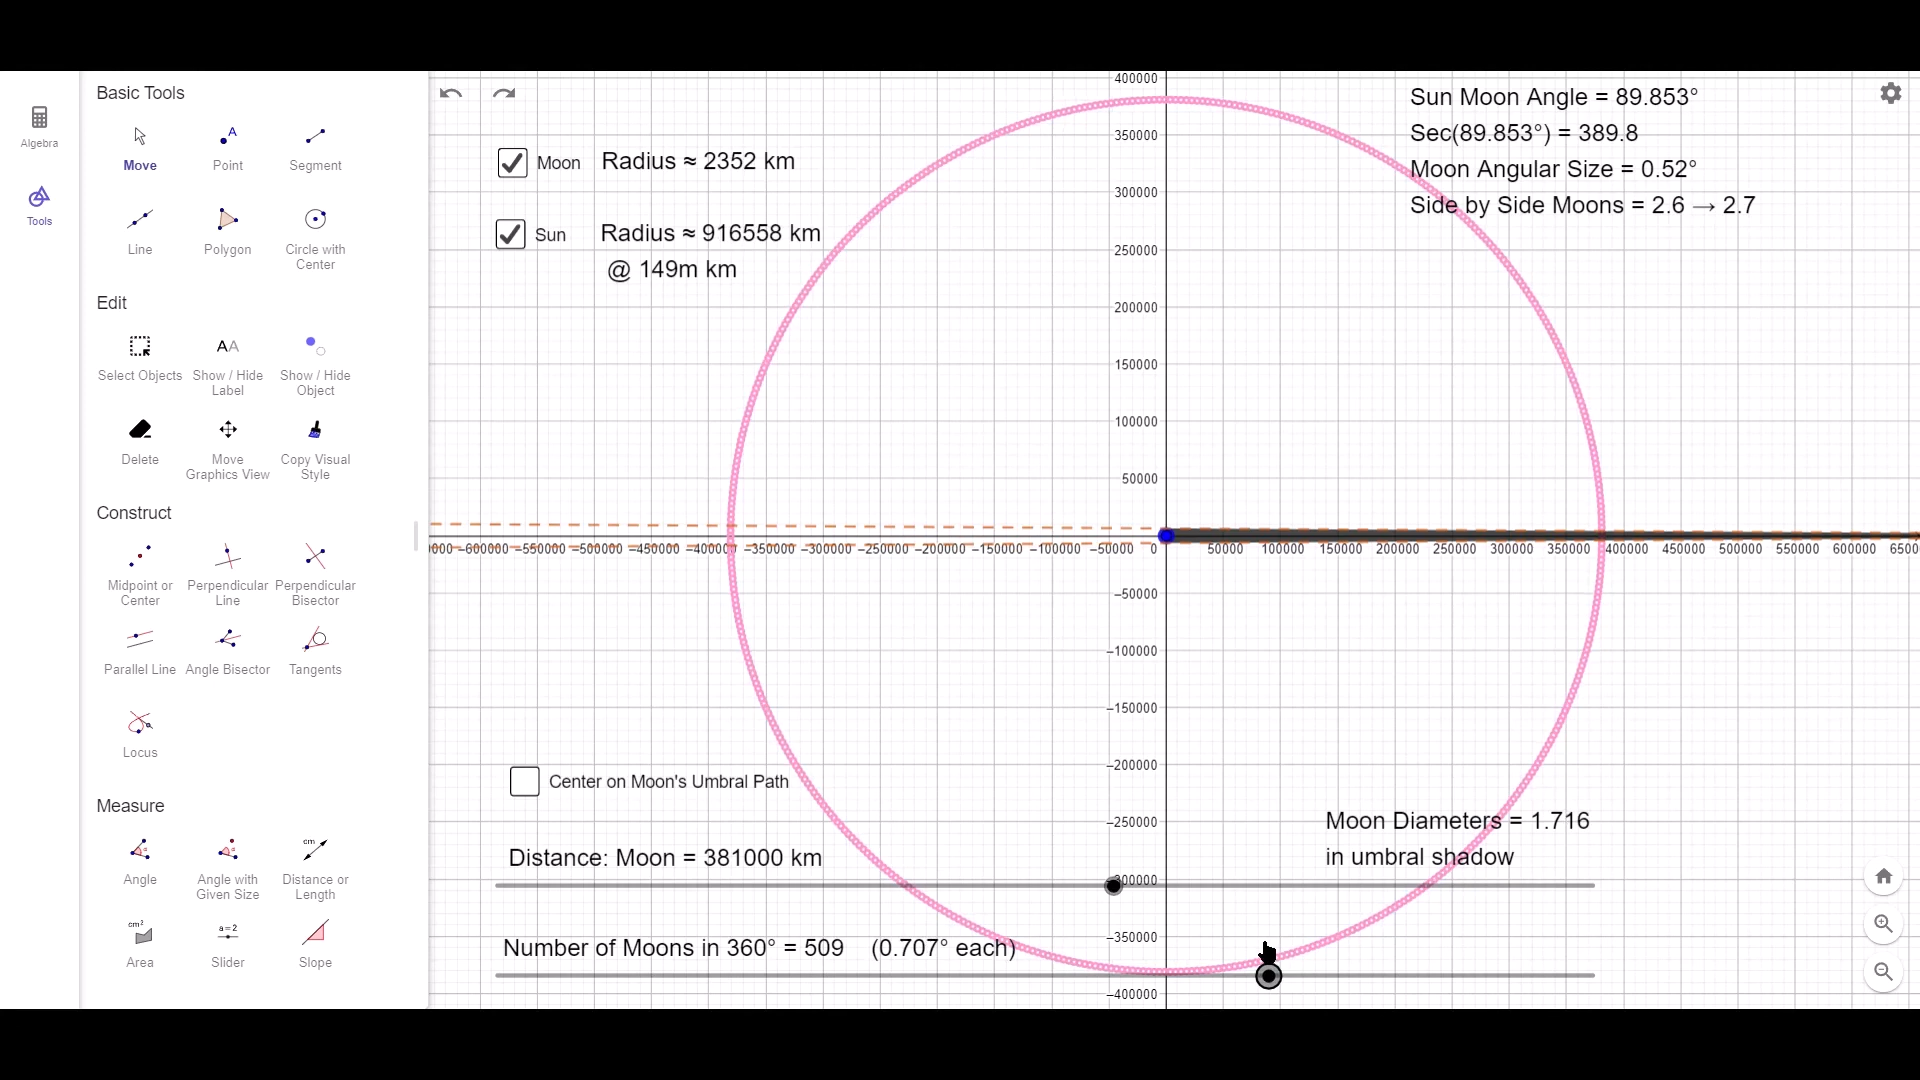 Algebra
Tools
Basic Tools
Move
Point
Segment
Line
Polygon
Circle with Center
Edit
Select Objects
Show / Hide Label
Show / Hide Object
Delete
Move Graphics View
Copy Visual Style
Construct
Midpoint or Center
Perpendicular Line
Perpendicular Bisector
Parallel Line
Angle Bisector
Tangents
Locus
Measure
cm
Angle
Angle with Given Size
Distance or Length
cm²
a=2
Area
Slider
Slope
Moon Radius ≈ 2352 km
Sun Radius ≈ 916558 km
@ 149m km
Sun Moon Angle = 89.853°
Sec(89.853°) = 389.8
Moon Angular Size = 0.52°
Side by Side Moons = 2.6 → 2.7
400000
350000
300000
250000
200000
150000
100000
50000
−600000 −550000 −500000 −450000 −400000 −350000 −300000 −250000 −200000 −150000 −100000 −50000 0 50000 100000 150000 200000 250000 300000 350000 400000 450000 500000 550000 600000
−50000
−100000
−150000
−200000
−250000
−300000
−350000
−400000
Center on Moon's Umbral Path
Distance: Moon = 381000 km
Number of Moons in 360° = 509 (0.707° each)
Moon Diameters = 1.716
in umbral shadow